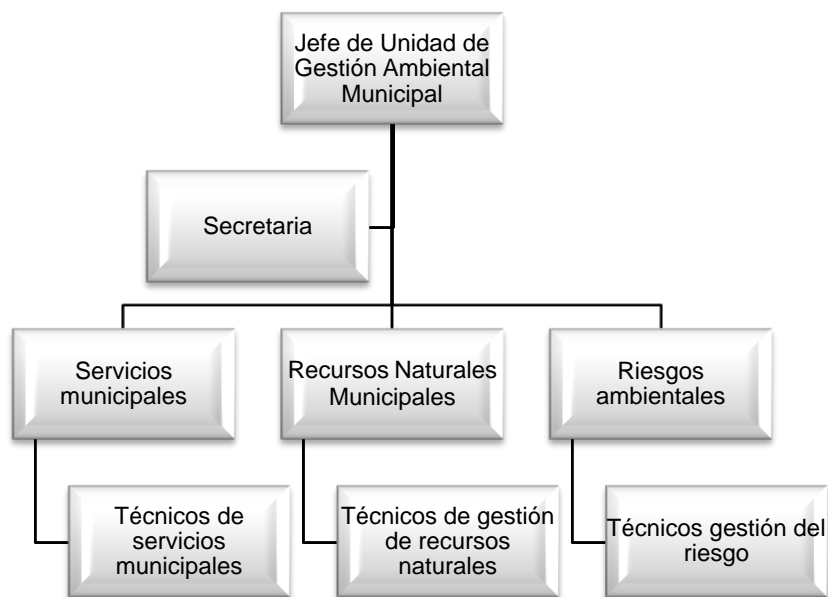 Jefe de Unidad de
Gestión Ambiental
Municipal
Secretaria
Servicios
municipales
Recursos Naturales
Municipales
Riesgos
ambientales
Técnicos de
servicios
municipales
Técnicos de gestión
de recursos
naturales
Técnicos gestión del
riesgo